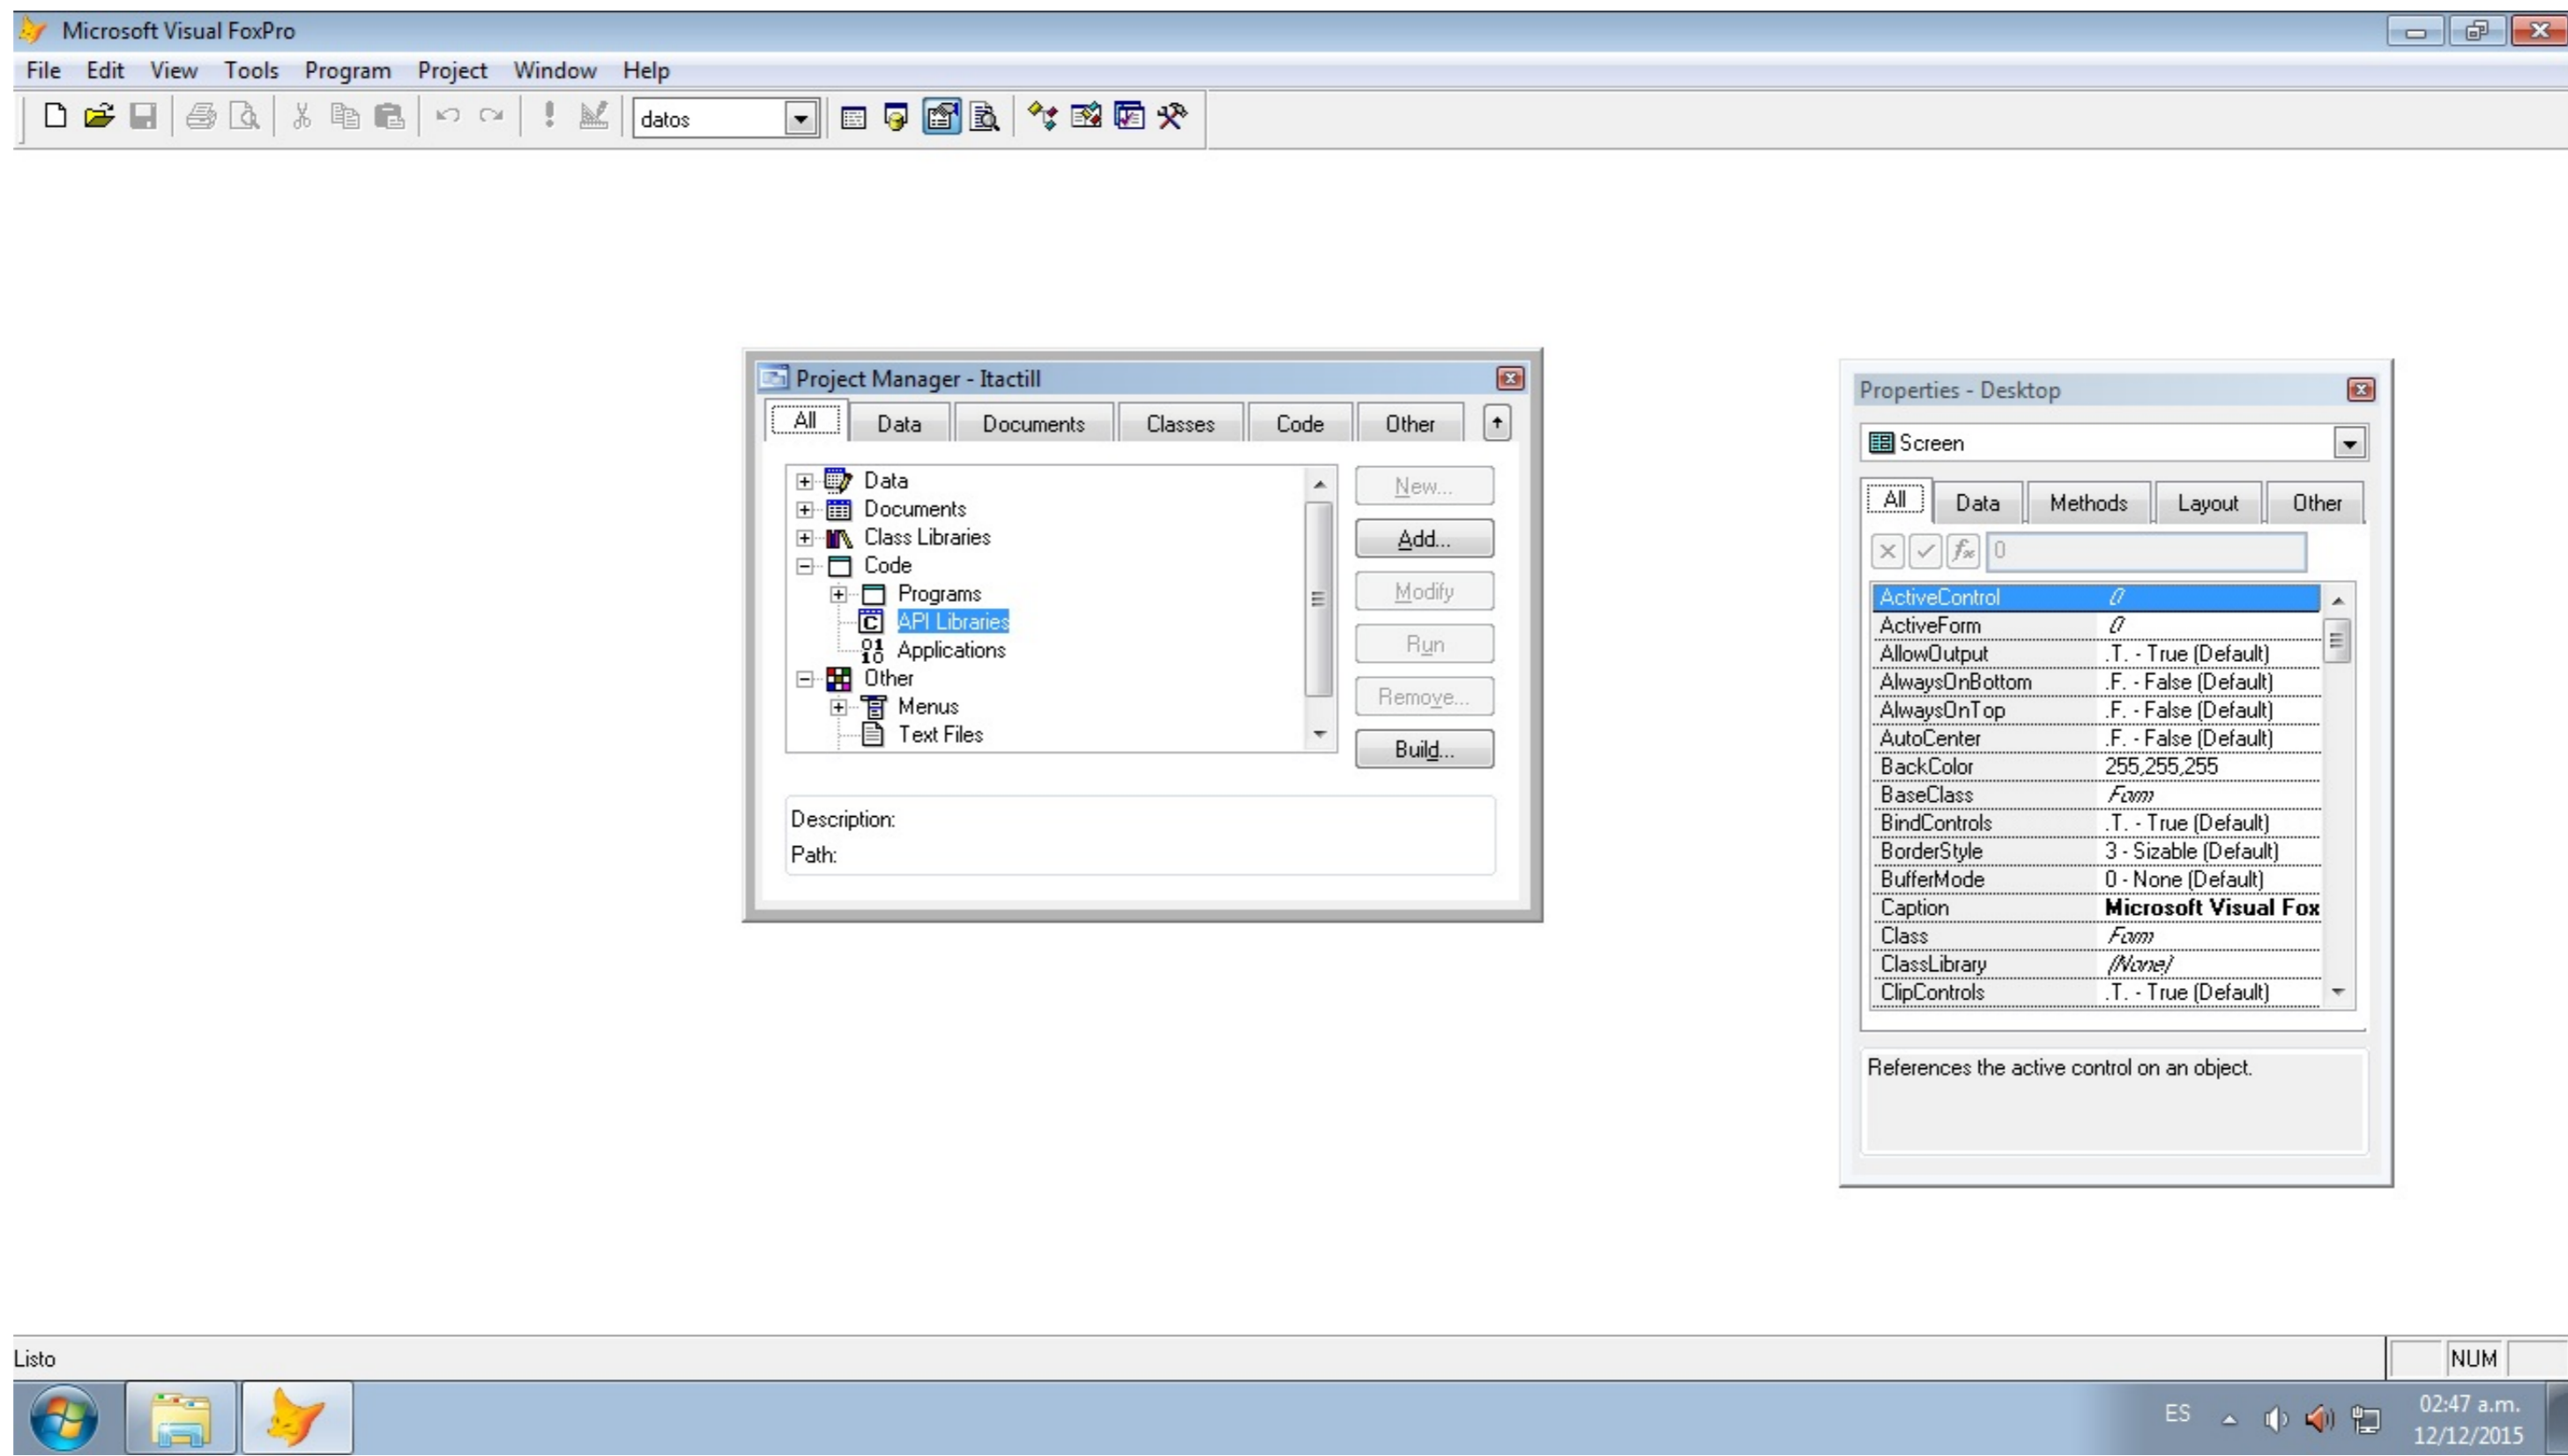 Microsoft Visual FoxPro
File Edit View Tools Program Project Window Help
datos
Project Manager - Itactill
All Data Documents Classes Code Other
Data
Documents
Class Libraries
Code
Programs
API Libraries
01
10
Applications
Other
Menus
Text Files
New...
Add...
Modify
Run
Remove...
Build...
Description:
Path:
Properties - Desktop
Screen
All Data Methods Layout Other
fx 0
ActiveControl 0
ActiveForm 0
AllowOutput .T. - True (Default)
AlwaysOnBottom .F. - False (Default)
AlwaysOnTop .F. - False (Default)
AutoCenter .F. - False (Default)
BackColor 255,255,255
BaseClass Form
BindControls .T. - True (Default)
BorderStyle 3 - Sizable (Default)
BufferMode 0 - None (Default)
Caption Microsoft Visual Fox
Class Form
ClassLibrary (None)
ClipControls .T. - True (Default)
References the active control on an object.
Listo NUM
ES 02:47 a.m.
12/12/2015